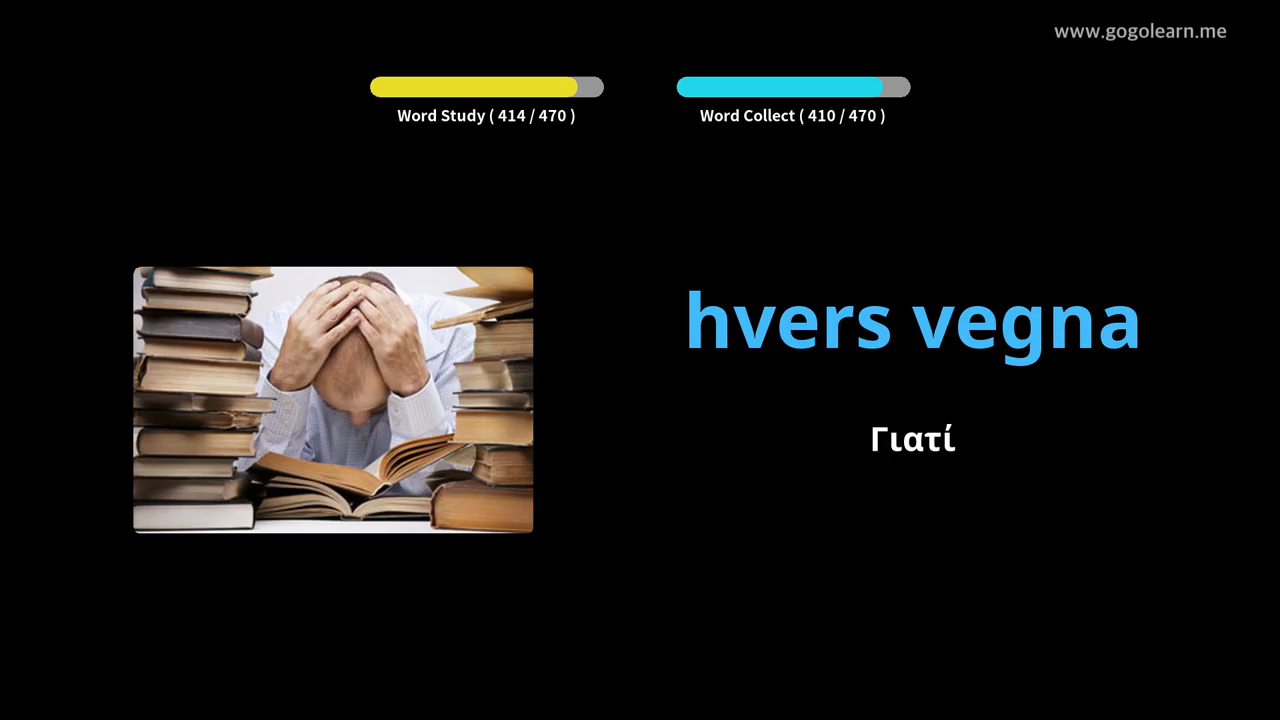 www.gogolearn.me
Word Study ( 414 / 470 )
Word Collect ( 410 / 470 )
hvers vegna
Γιατί